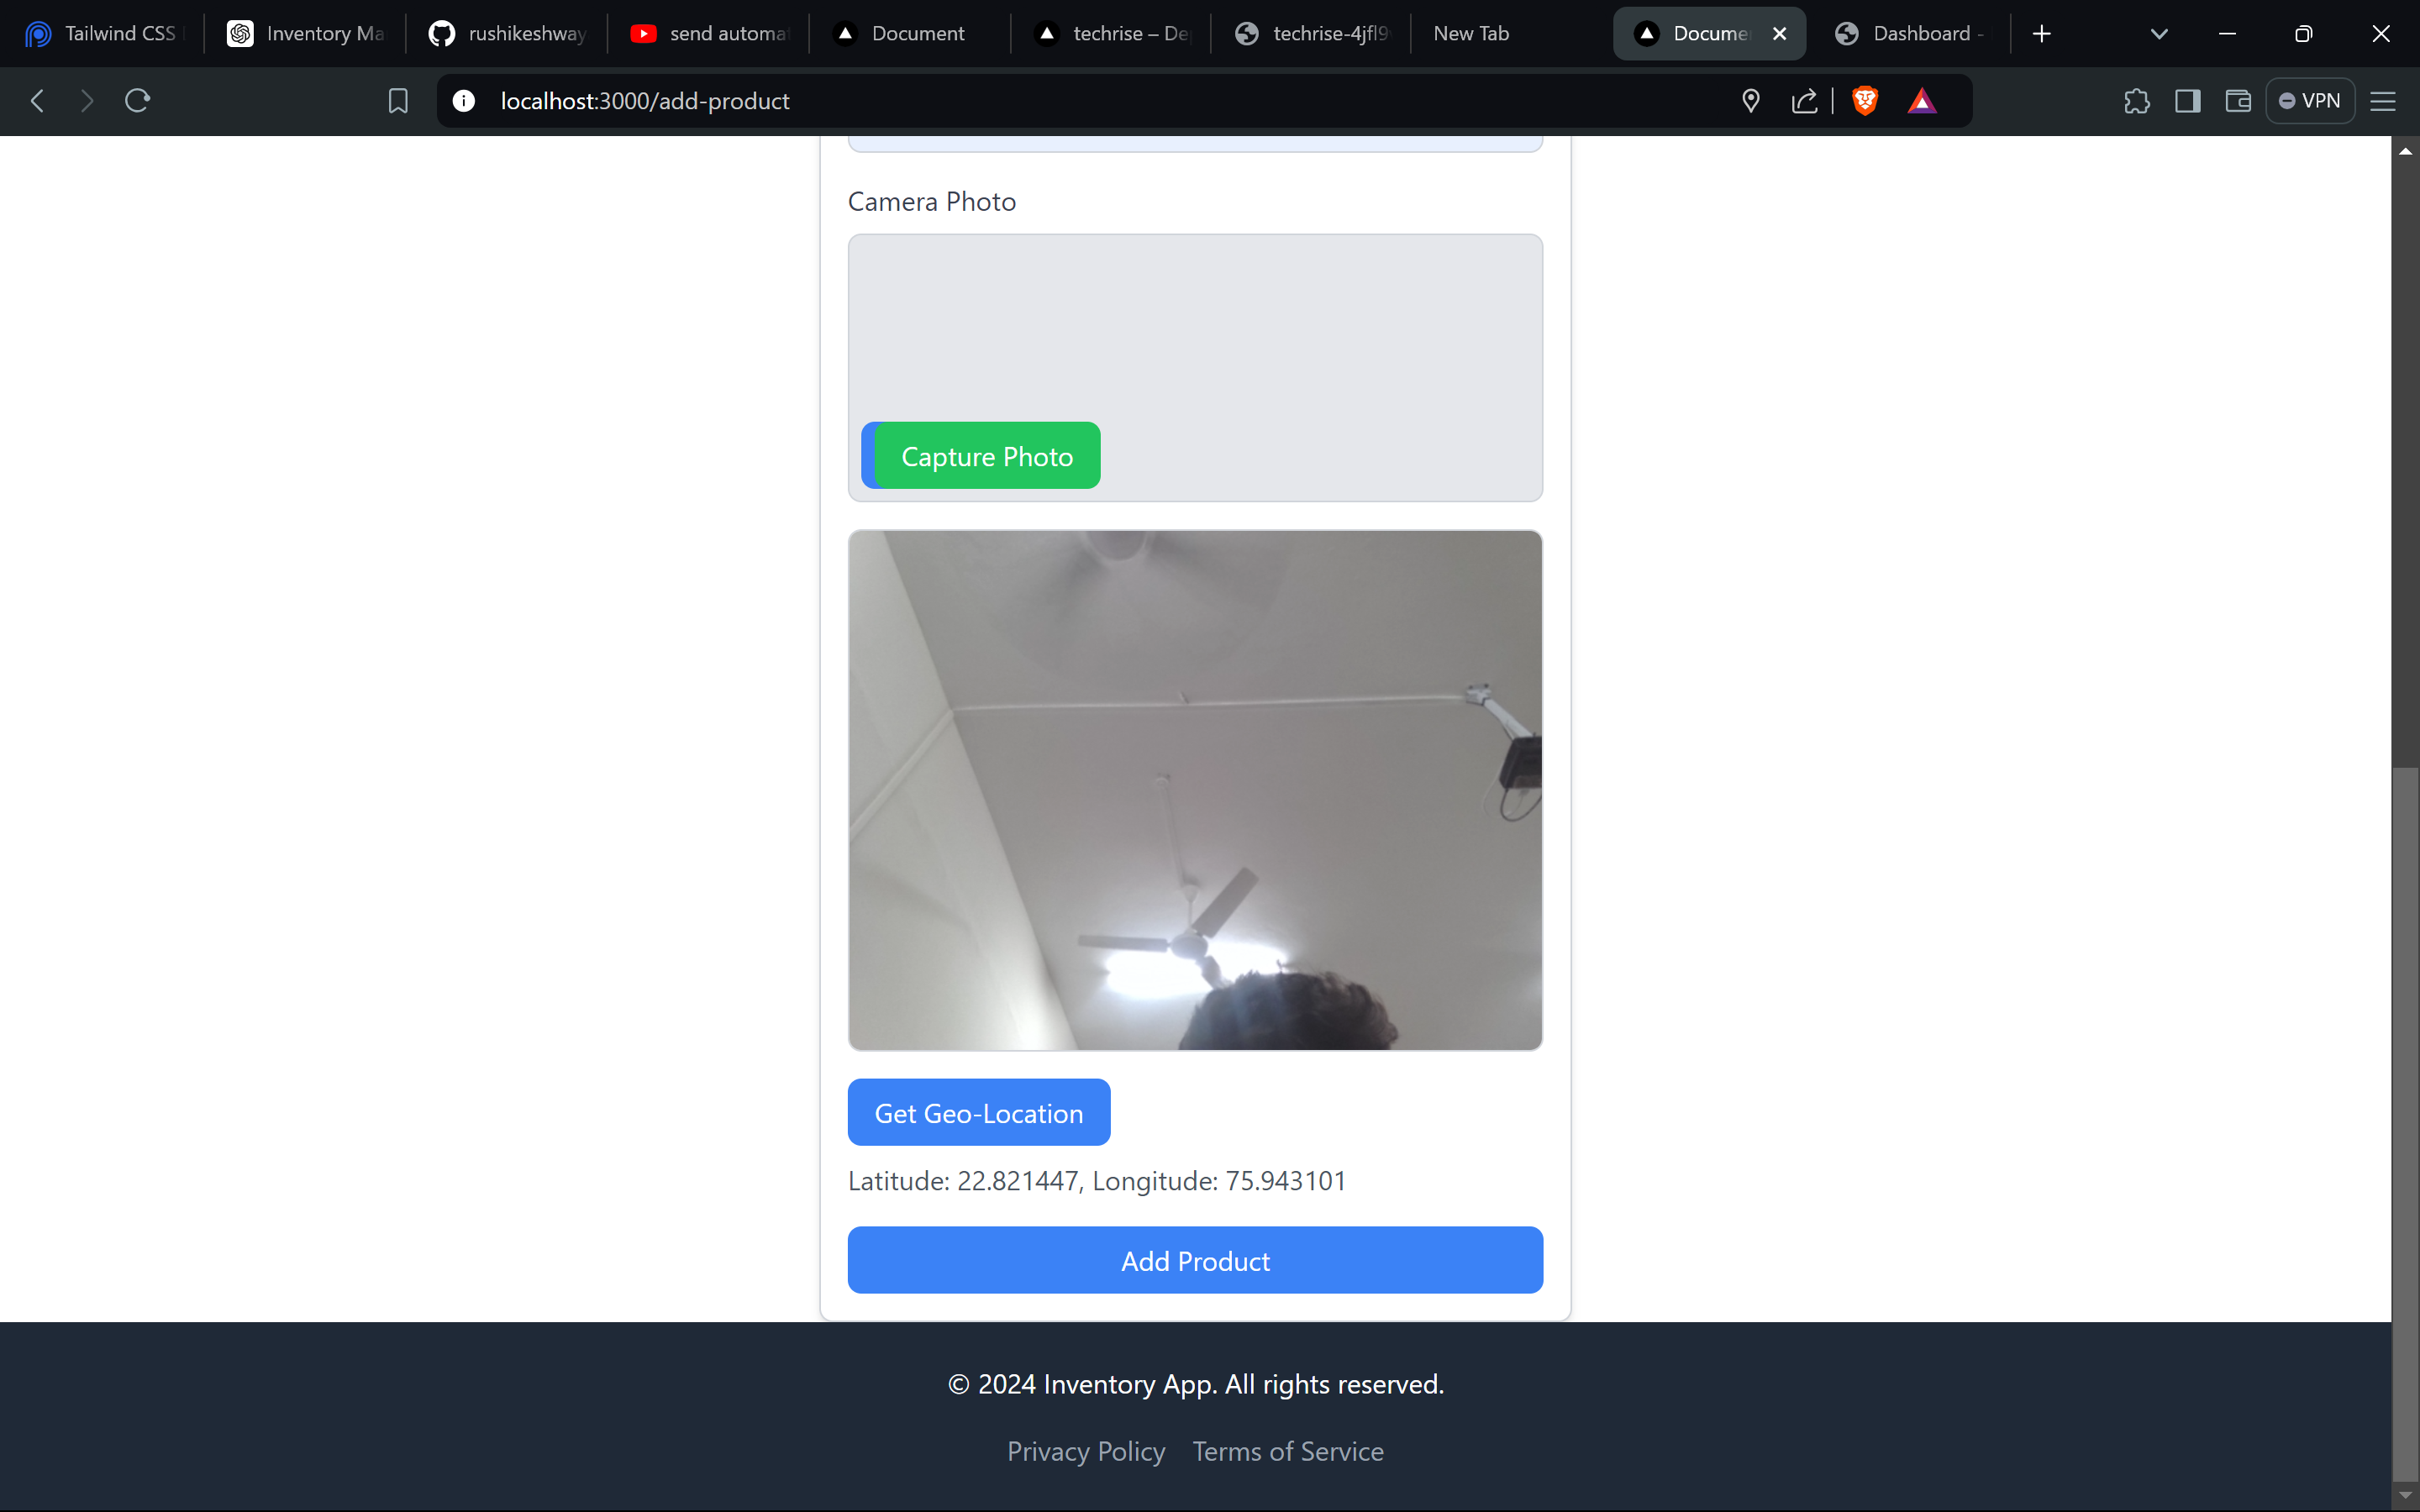 Tailwind CSS
Inventory Ma
rushikeshway
send automat
Document
techrise – De
techrise-4jfl9
New Tab
Docume
Dashboard -
localhost:3000/add-product
VPN
Camera Photo
Capture Photo
Get Geo-Location
Latitude: 22.821447, Longitude: 75.943101
Add Product
© 2024 Inventory App. All rights reserved.
Privacy Policy Terms of Service